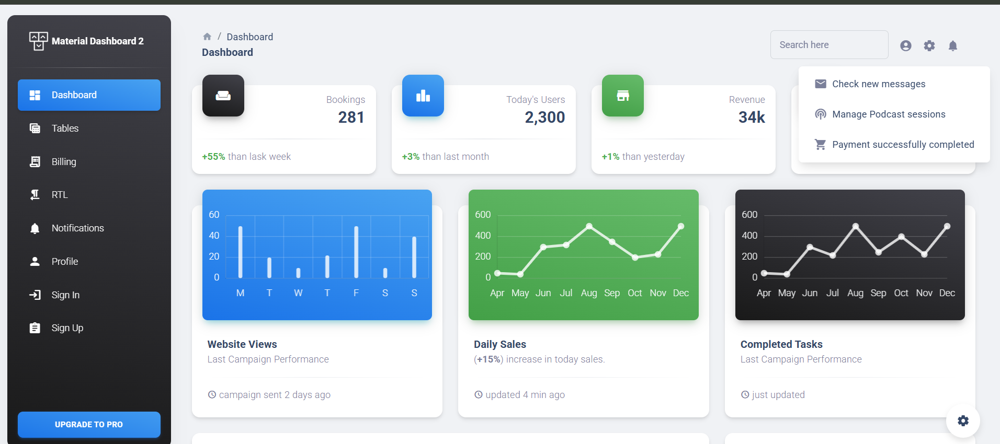 Material Dashboard 2
Dashboard
Tables
Billing
RTL
Notifications
Profile
Sign In
Sign Up
UPGRADE TO PRO
/ Dashboard
Dashboard
Search here
Check new messages
Manage Podcast sessions
Payment successfully completed
Bookings
281
+55% than lask week
Today's Users
2,300
+3% than last month
Revenue
34k
+1% than yesterday
60
40
20
0
M T W T F S S
Website Views
Last Campaign Performance
campaign sent 2 days ago
600
400
200
0
Apr May Jun Jul Aug Sep Oct Nov Dec
Daily Sales
(+15%) increase in today sales.
updated 4 min ago
600
400
200
0
Apr May Jun Jul Aug Sep Oct Nov Dec
Completed Tasks
Last Campaign Performance
just updated